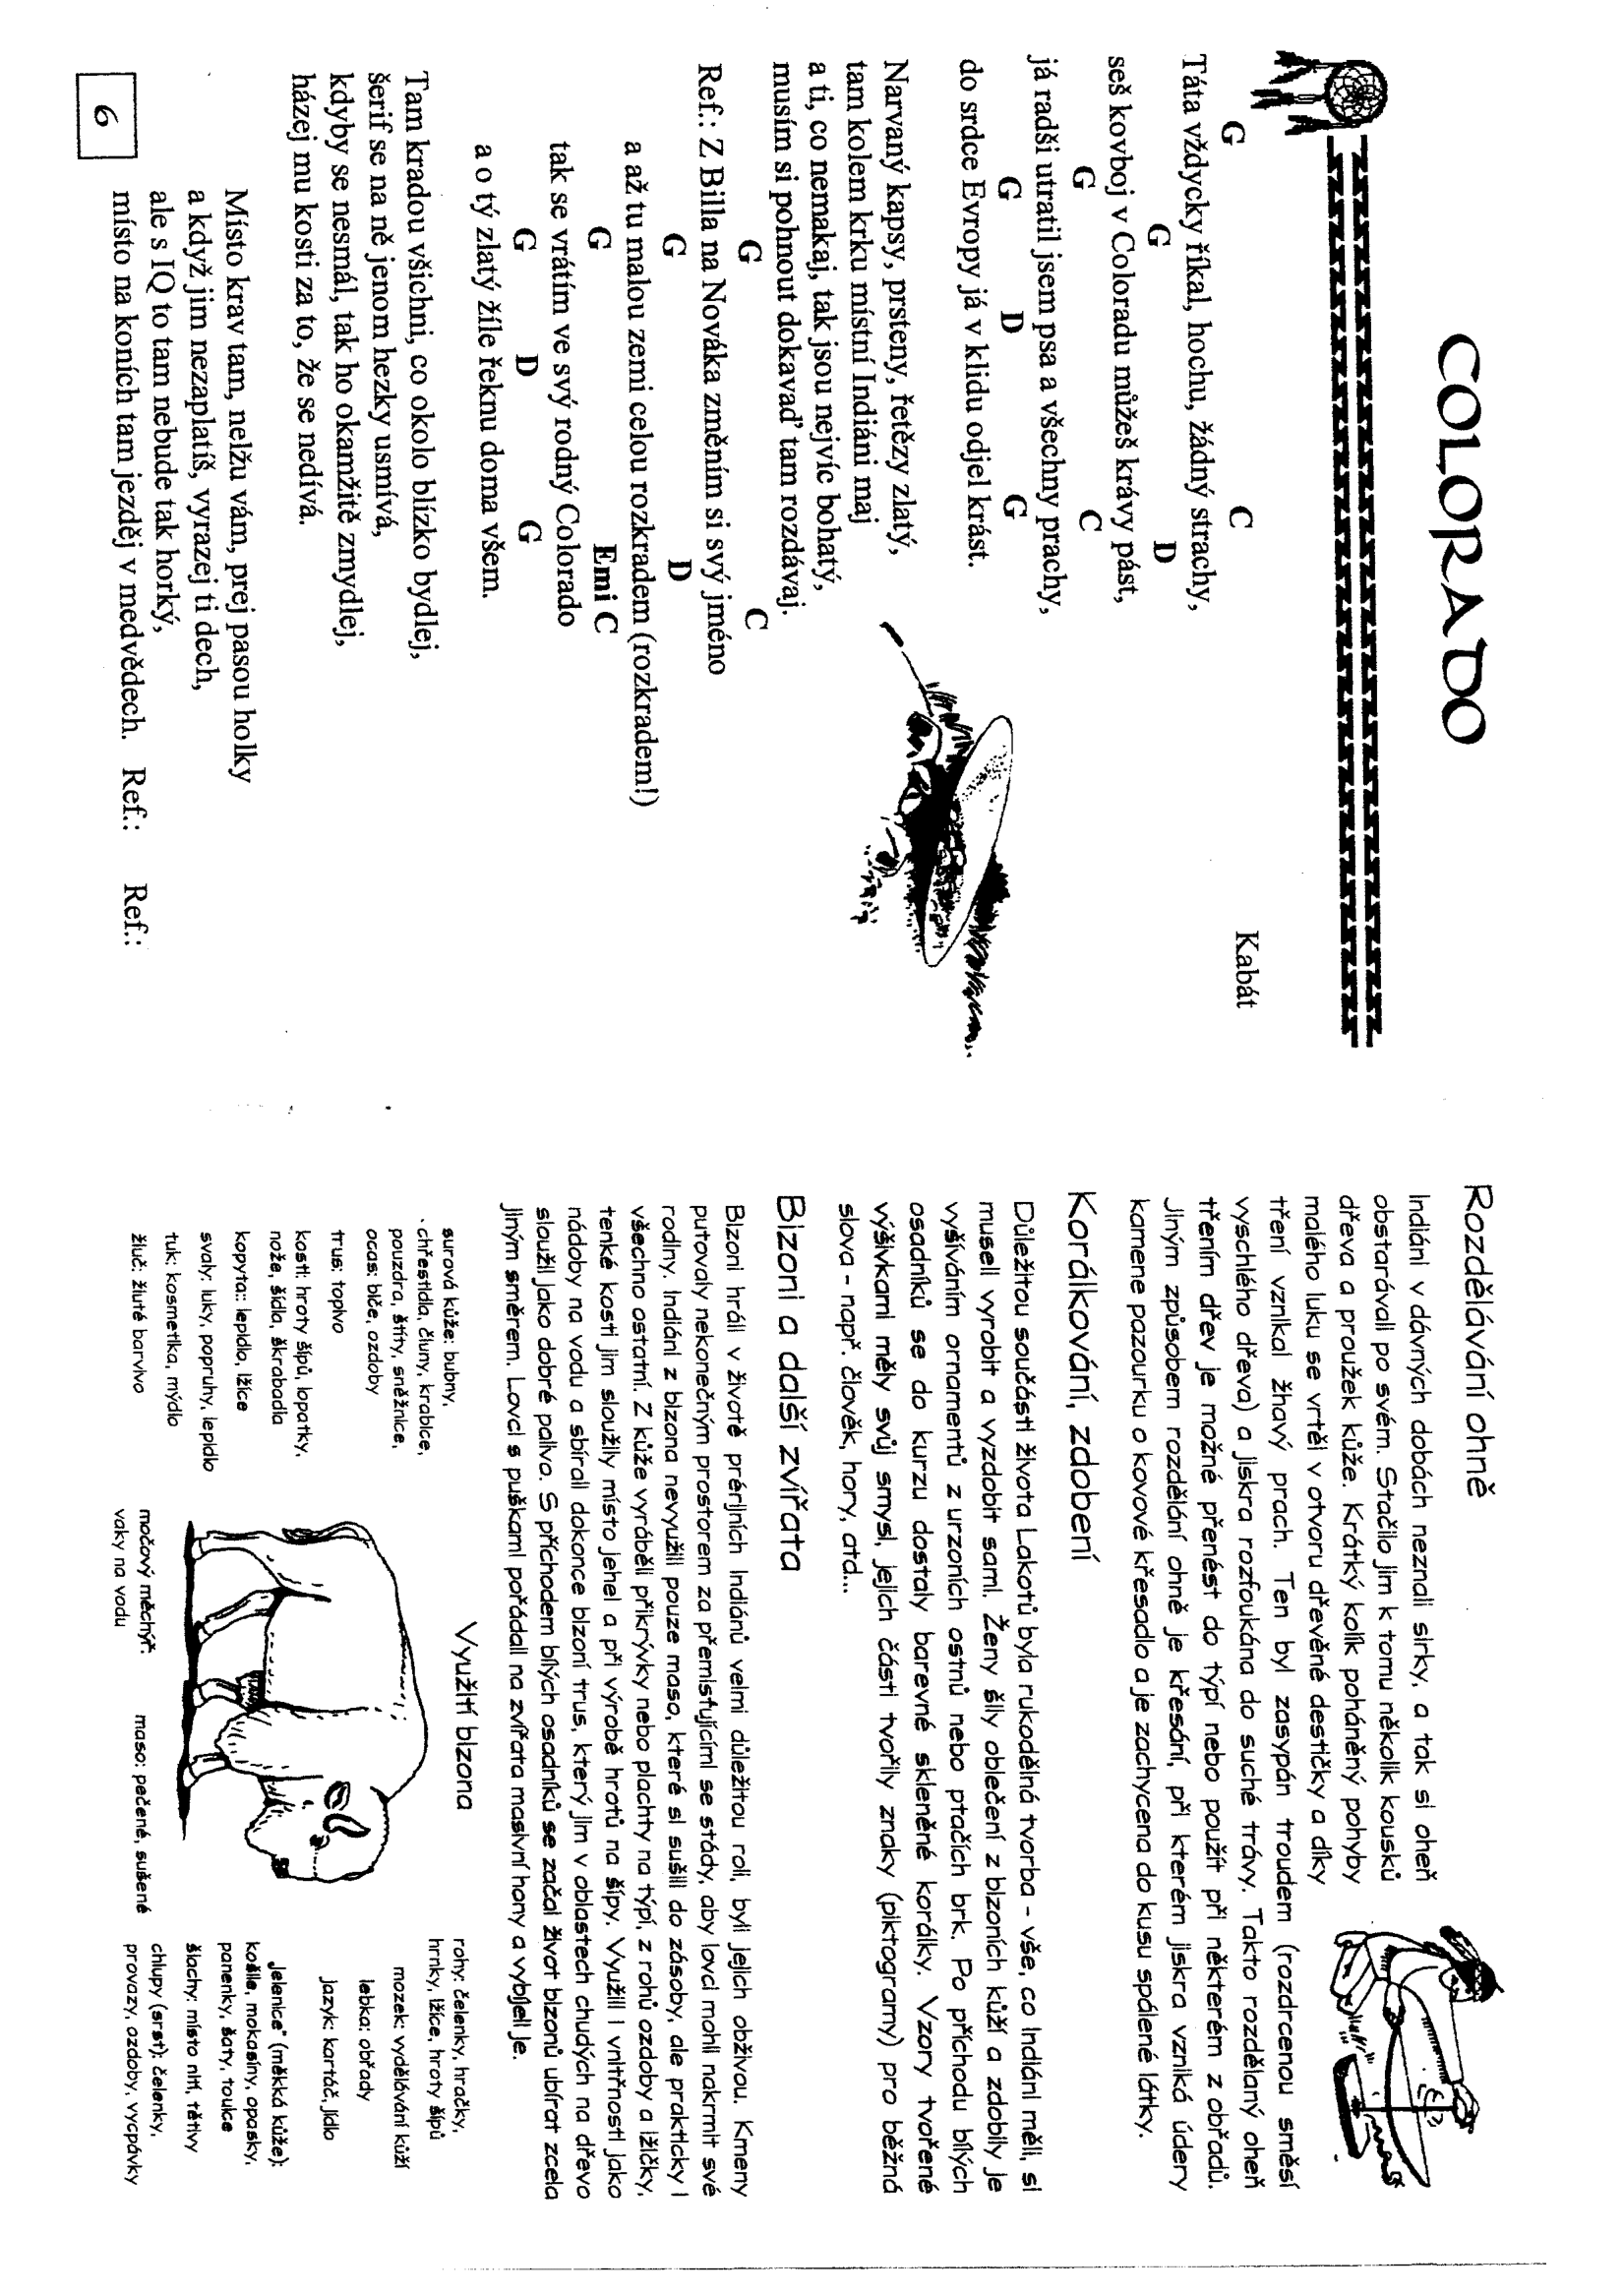 COLORADO
Kabát
G C
Táta vždycky říkal, hochu, žádný strachy,
G D
seš kovboj v Coloradu můžeš krávy pást,
G C
já radši utratil jsem psa a všechny prachy,
G D G
do srdce Evropy já v klidu odjel krást.
Narvaný kapsy, prsteny, řetězy zlatý,
tam kolem krku místní Indiáni maj
a ti, co nemakaj, tak jsou nejvíc bohatý,
musím si pohnout dokavaď tam rozdávaj.
G C
Ref.: Z Billa na Nováka změním si svý jméno
G D
a až tu malou zemi celou rozkradem (rozkradem!)
G Emi C
tak se vrátím ve svý rodný Colorado
G D G
a o tý zlatý žíle řeknu doma všem.
Tam kradou všichni, co okolo blízko bydlej,
šerif se na ně jenom hezky usmívá,
kdyby se nesmál, tak ho okamžitě zmydlej,
házej mu kosti za to, že se nedívá.
Místo krav tam, nelžu vám, prej pasou holky
a když jim nezaplatíš, vyrazej ti dech,
ale s IQ to tam nebude tak horký,
místo na koních tam jezděj v medvědech. Ref.: Ref.:
6
Rozdělávání ohně
Indiáni v dávných dobách neznali sirky, a tak si oheň
obstarávali po svém. Stačilo jim k tomu několik kousků
dřeva a proužek kůže. Krátký kolík poháněný pohyby
malého luku se vrtěl v otvoru dřevěné destičky a díky
tření vznikal žhavý prach. Ten byl zasypán troudem (rozdrcenou směsí
vyschlého dřeva) a jiskra rozfoukána do suché trávy. Takto rozdělaný oheň
třením dřev je možné přenést do týpí nebo použít při některém z obřadů.
Jiným způsobem rozdělání ohně je křesání, při kterém jiskra vzniká údery
kamene pazourku o kovové křesadlo a je zachycena do kusu spálené látky.
Korálkování, zdobení
Důležitou součástí života Lakotů byla rukodělná tvorba - vše, co Indiáni měli, si
museli vyrobit a vyzdobit sami. Ženy šily oblečení z bizoních kůží a zdobily je
vyšíváním ornamentů z urzoních ostnů nebo ptačích brk. Po příchodu bílých
osadníků se do kurzu dostaly barevné skleněné korálky. Vzory tvořené
výšivkami měly svůj smysl, jejich části tvořily znaky (piktogramy) pro běžná
slova - např. člověk, hory, atd...
Bizoni a další zvířata
Bizoni hráli v životě prérijních Indiánů velmi důležitou roli, byli jejich obživou. Kmeny
putovaly nekonečným prostorem za přemisťujícími se stády, aby lovci mohli nakrmit své
rodiny. Indiáni z bizona nevyužili pouze maso, které si sušili do zásoby, ale prakticky i
všechno ostatní. Z kůže vyráběli přikrývky nebo plachty na týpí, z rohů ozdoby a lžičky,
tenké kosti jim sloužily místo jehel a při výrobě hrotů na šípy. Využili i vnitřnosti jako
nádoby na vodu a sbírali dokonce bizoní trus, který jim v oblastech chudých na dřevo
sloužil jako dobré palivo. S příchodem bílých osadníků se začal život bizonů ubírat zcela
jiným směrem. Lovci s puškami pořádali na zvířata masivní hony a vybíjeli je.
Využití bizona
surová kůže: bubny,
chřestidla, čluny, krabice,
pouzdra, štíty, sněžnice,
ocas: biče, ozdoby
trus: topivo
kosti: hroty šípů, lopatky,
nože, šídla, škrabadla
kopyta:: lepidlo, lžíce
svaly: luky, popruhy, lepidlo
tuk: kosmetika, mýdlo
žluč: žluté barvivo
močový měchýř:
vaky na vodu
maso: pečené, sušené
rohy: čelenky, hračky,
hrnky, lžíce, hroty šípů
mozek: vydělávání kůží
lebka: obřady
jazyk: kartáč, jídlo
„jelenice" (měkká kůže):
košile, mokasíny, opasky,
panenky, šaty, toulce
šlachy: místo nití, tětivy
chlupy (srst): čelenky,
provazy, ozdoby, vycpávky